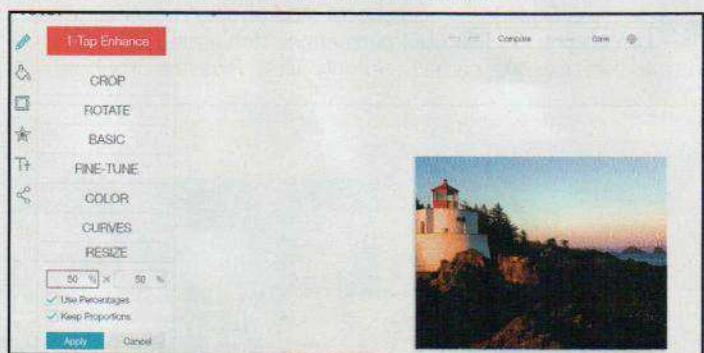 1-Tap Enhance
Compare Save
CROP
ROTATE
BASIC
FINE-TUNE
COLOR
CURVES
RESIZE
50 % × 50 %
Use Percentages
Keep Proportions
Apply Cancel